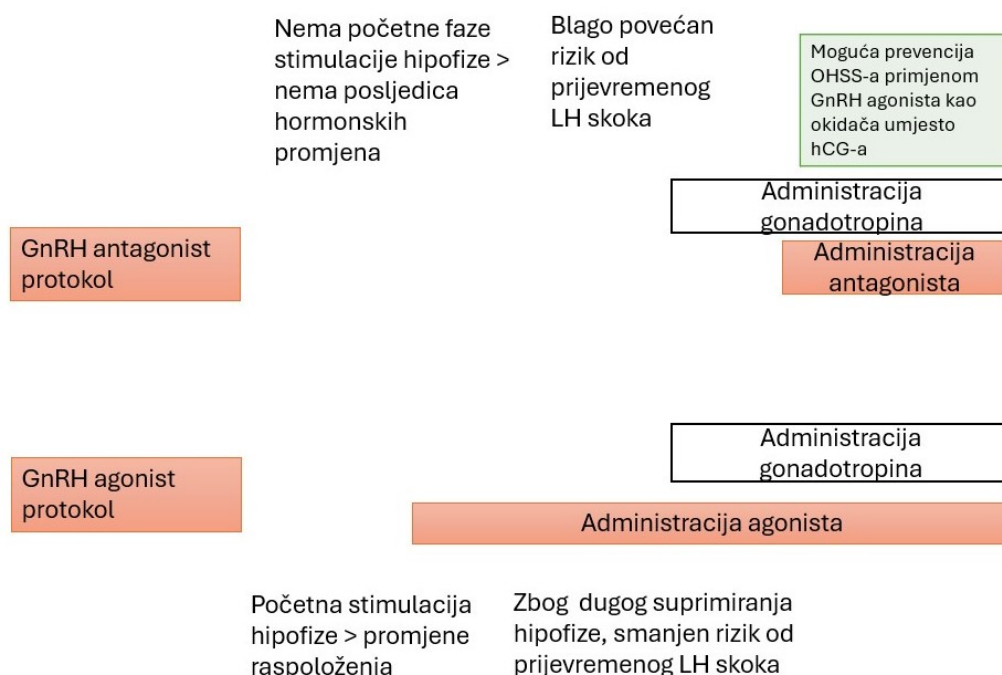 Nema početne faze
stimulacije hipofize >
nema posljedica
hormonskih
promjena
Blago povećan
rizik od
prijevremenog
LH skoka
Moguća prevencija
OHSS-a primjenom
GnRH agonista kao
okidača umjesto
hCG-a
Administracija
gonadotropina
GnRH antagonist
protokol
Administracija
antagonista
Administracija
gonadotropina
GnRH agonist
protokol
Administracija agonista
Početna stimulacija
hipofize > promjene
raspoloženja
Zbog dugog suprimiranja
hipofize, smanjen rizik od
prijevremenog LH skoka